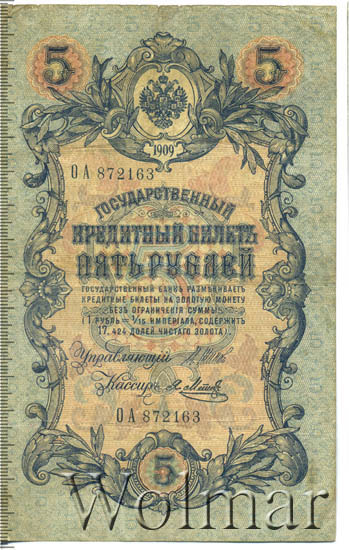 5 5
1909
ОА 872163
ГОСУДАРСТВЕННЫЙ
КРЕДИТНЫЙ БИЛЕТЪ
ПЯТЬ РУБЛЕЙ
ГОСУДАРСТВЕННЫЙ БАНКЪ РАЗМѢНИВАЕТЪ
КРЕДИТНЫЕ БИЛЕТЫ НА ЗОЛОТУЮ МОНЕТУ
БЕЗЪ ОГРАНИЧЕНІЯ СУММЫ
(1 РУБЛЬ = 1/15 ИМПЕРІАЛА, СОДЕРЖИТЪ
17,424 ДОЛЕЙ ЧИСТАГО ЗОЛОТА).
Управляющій
Кассиръ
ОА 872163
5
Wolmar